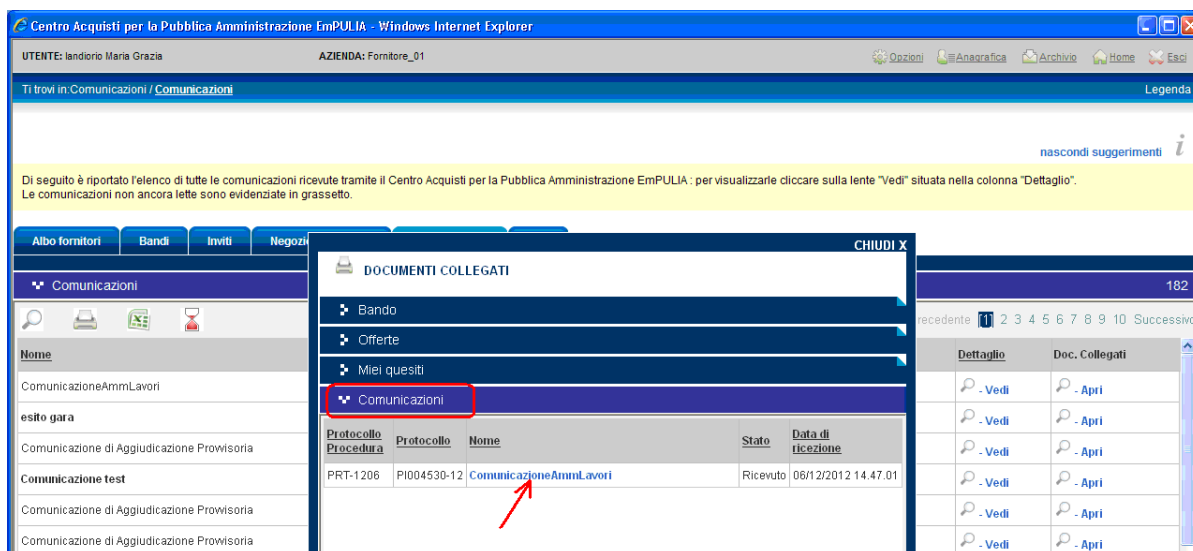 Centro Acquisti per la Pubblica Amministrazione EmPULIA - Windows Internet Explorer
UTENTE: Iandiorio Maria Grazia AZIENDA: Fornitore_01 Opzioni Anagrafica Archivio Home Esci
Ti trovi in:Comunicazioni / Comunicazioni Legenda
nascondi suggerimenti i
Di seguito è riportato l'elenco di tutte le comunicazioni ricevute tramite il Centro Acquisti per la Pubblica Amministrazione EmPULIA : per visualizzarle cliccare sulla lente "Vedi" situata nella colonna "Dettaglio".
Le comunicazioni non ancora lette sono evidenziate in grassetto.
Albo fornitori Bandi Inviti Negozi
Comunicazioni 182
recedente 1 2 3 4 5 6 7 8 9 10 Successivo
Nome Dettaglio Doc. Collegati
ComunicazioneAmmLavori - Vedi - Apri
esito gara - Vedi - Apri
Comunicazione di Aggiudicazione Provvisoria - Vedi - Apri
Comunicazione test - Vedi - Apri
Comunicazione di Aggiudicazione Provvisoria - Vedi - Apri
Comunicazione di Aggiudicazione Provvisoria - Vedi - Apri
CHIUDI X
DOCUMENTI COLLEGATI
Bando
Offerte
Miei quesiti
Comunicazioni
Protocollo Procedura Protocollo Nome Stato Data di ricezione
PRT-1206 PI004530-12 ComunicazioneAmmLavori Ricevuto 06/12/2012 14.47.01